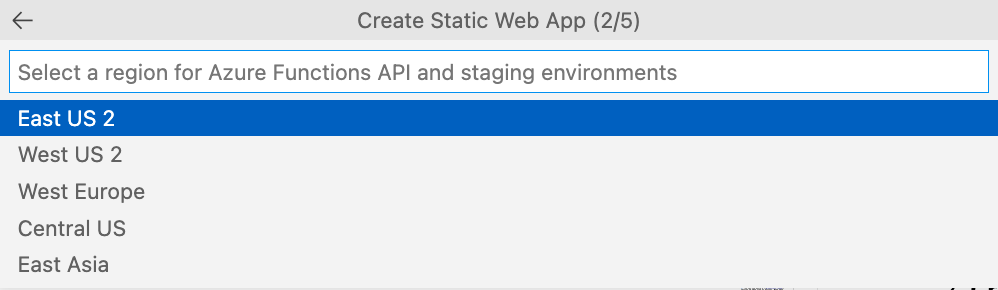 Create Static Web App (2/5)
Select a region for Azure Functions API and staging environments
East US 2
West US 2
West Europe
Central US
East Asia